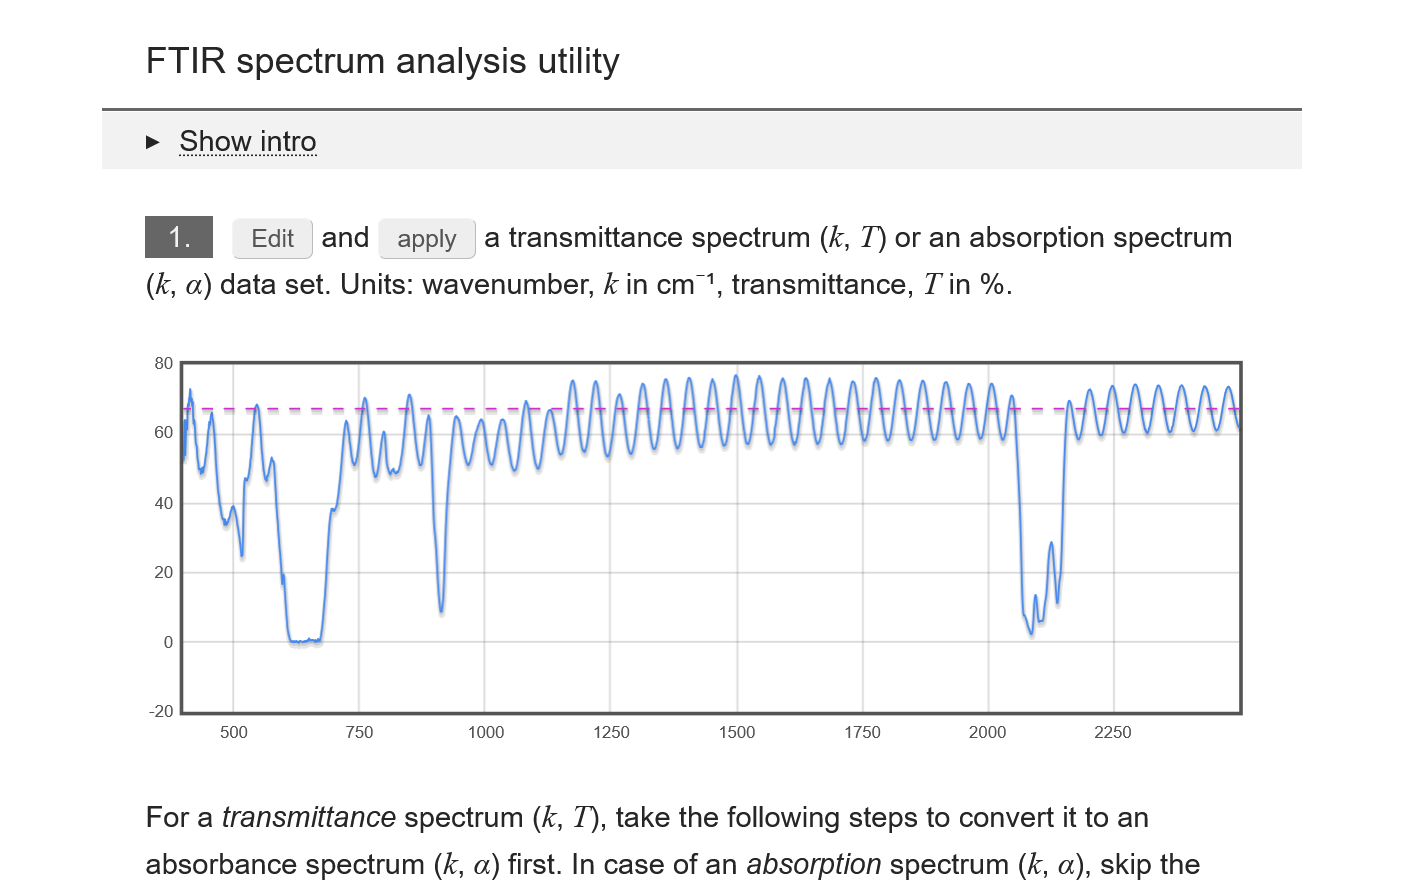 FTIR spectrum analysis utility
► Show intro
1. Edit and apply a transmittance spectrum (k, T) or an absorption spectrum
(k, α) data set. Units: wavenumber, k in cm⁻¹, transmittance, T in %.
80
60
40
20
0
-20
500 750 1000 1250 1500 1750 2000 2250
For a transmittance spectrum (k, T), take the following steps to convert it to an
absorbance spectrum (k, α) first. In case of an absorption spectrum (k, α), skip the